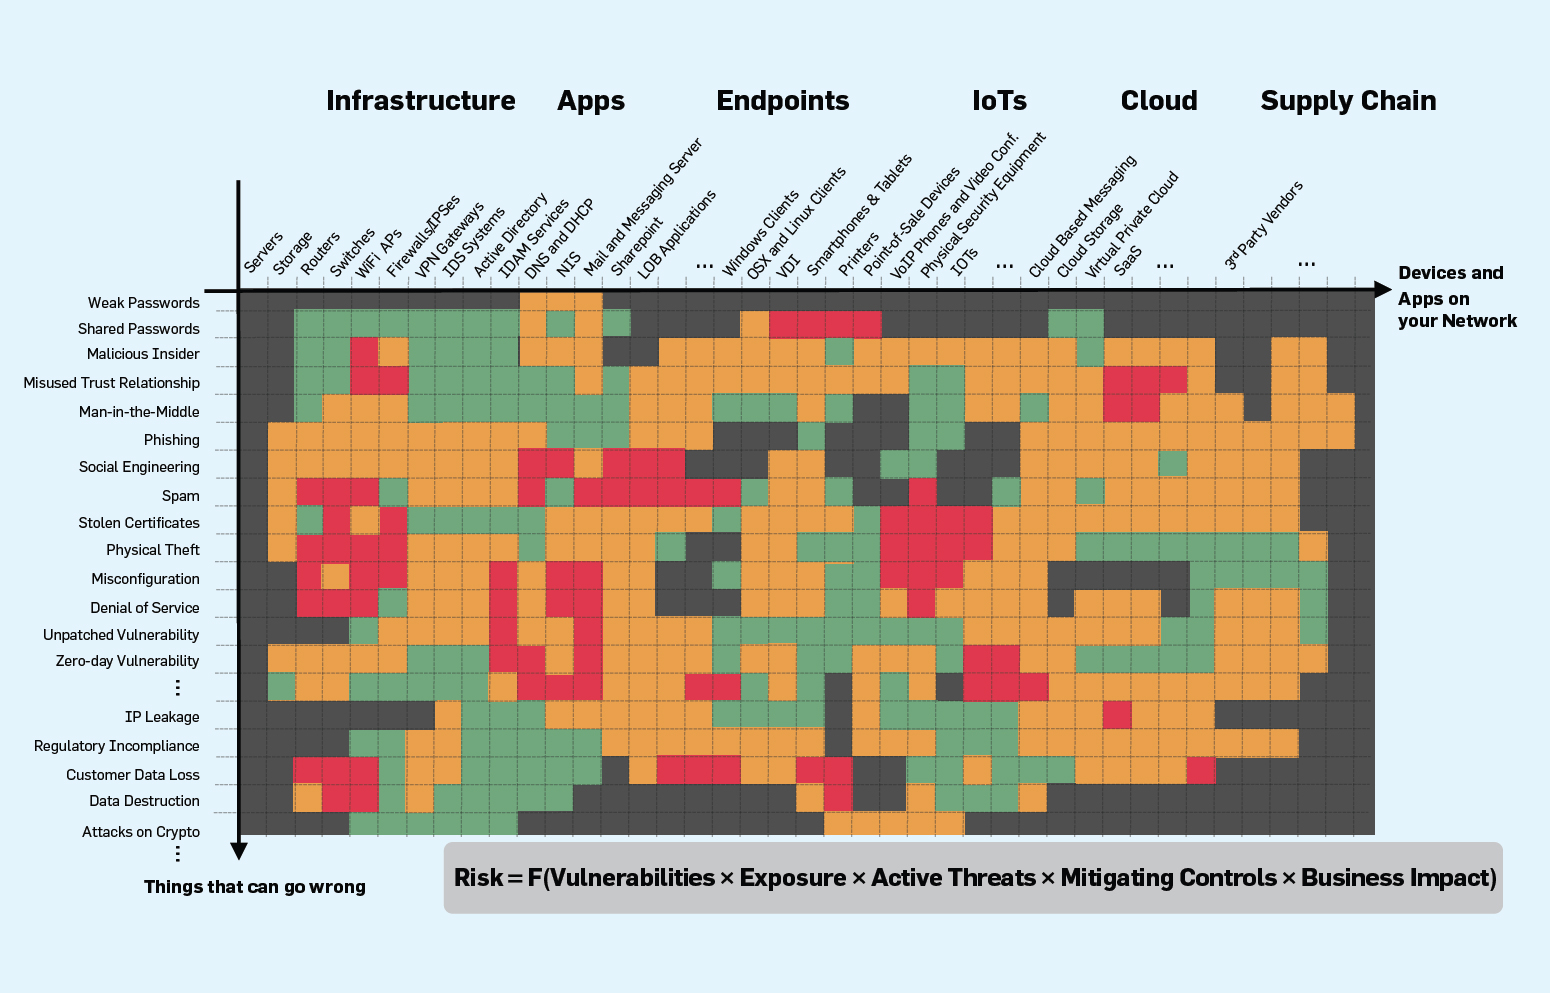 Infrastructure
Apps
Endpoints
IoTs
Cloud
Supply Chain
Servers
Storage
Routers
Switches
WiFi APs
Firewalls/IPSes
VPN Gateways
IDS Systems
Active Directory
IDAM Services
DNS and DHCP
NIS
Mail and Messaging Server
Sharepoint
LOB Applications
...
Windows Clients
OSX and Linux Clients
VDI
Smartphones & Tablets
Printers
Point-of-Sale Devices
VoIP Phones and Video Conf.
Physical Security Equipment
IOTs
...
Cloud Based Messaging
Cloud Storage
Virtual Private Cloud
SaaS
...
3rd Party Vendors
...
Devices and
Apps on
your Network
Weak Passwords
Shared Passwords
Malicious Insider
Misused Trust Relationship
Man-in-the-Middle
Phishing
Social Engineering
Spam
Stolen Certificates
Physical Theft
Misconfiguration
Denial of Service
Unpatched Vulnerability
Zero-day Vulnerability
...
IP Leakage
Regulatory Incompliance
Customer Data Loss
Data Destruction
Attacks on Crypto
...
Things that can go wrong
Risk = F(Vulnerabilities × Exposure × Active Threats × Mitigating Controls × Business Impact)